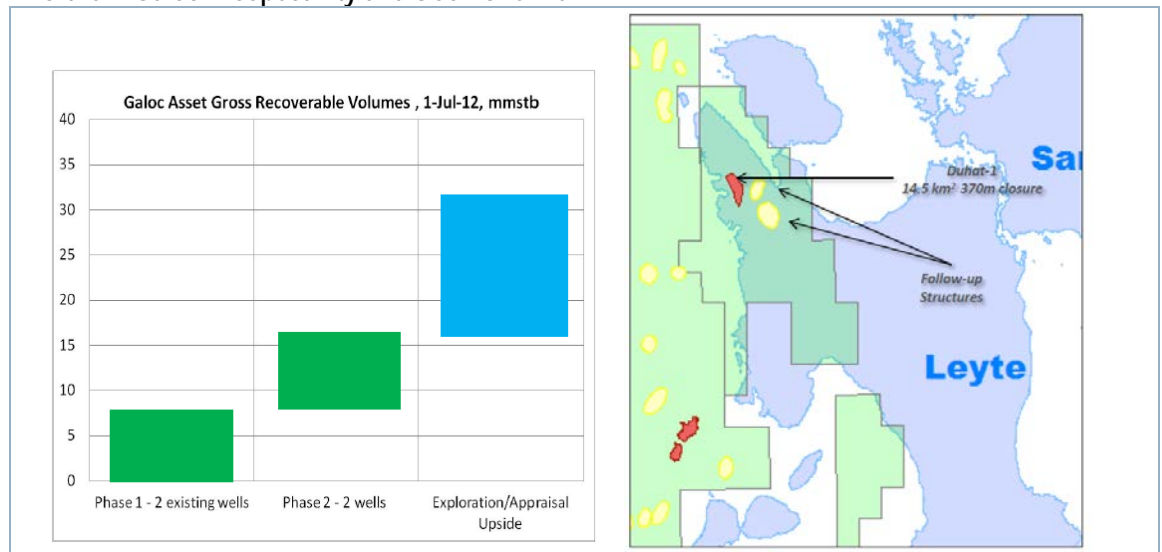 Galoc Asset Gross Recoverable Volumes , 1-Jul-12, mmstb
40
35
30
25
20
15
10
5
0
Phase 1 - 2 existing wells
Phase 2 - 2 wells
Exploration/Appraisal
Upside
Sa
Duhat-1
14.5 km² 370m closure
Follow-up
Structures
Leyte